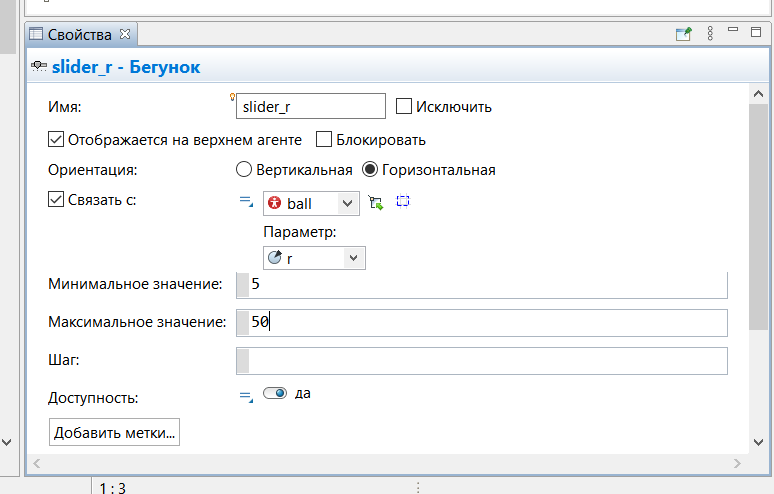 Свойства
slider_r - Бегунок
Имя: slider_r Исключить
Отображается на верхнем агенте Блокировать
Ориентация: Вертикальная Горизонтальная
Связать с: ball
Параметр:
r
Минимальное значение: 5
Максимальное значение: 50
Шаг:
Доступность: да
Добавить метки...
1 : 3